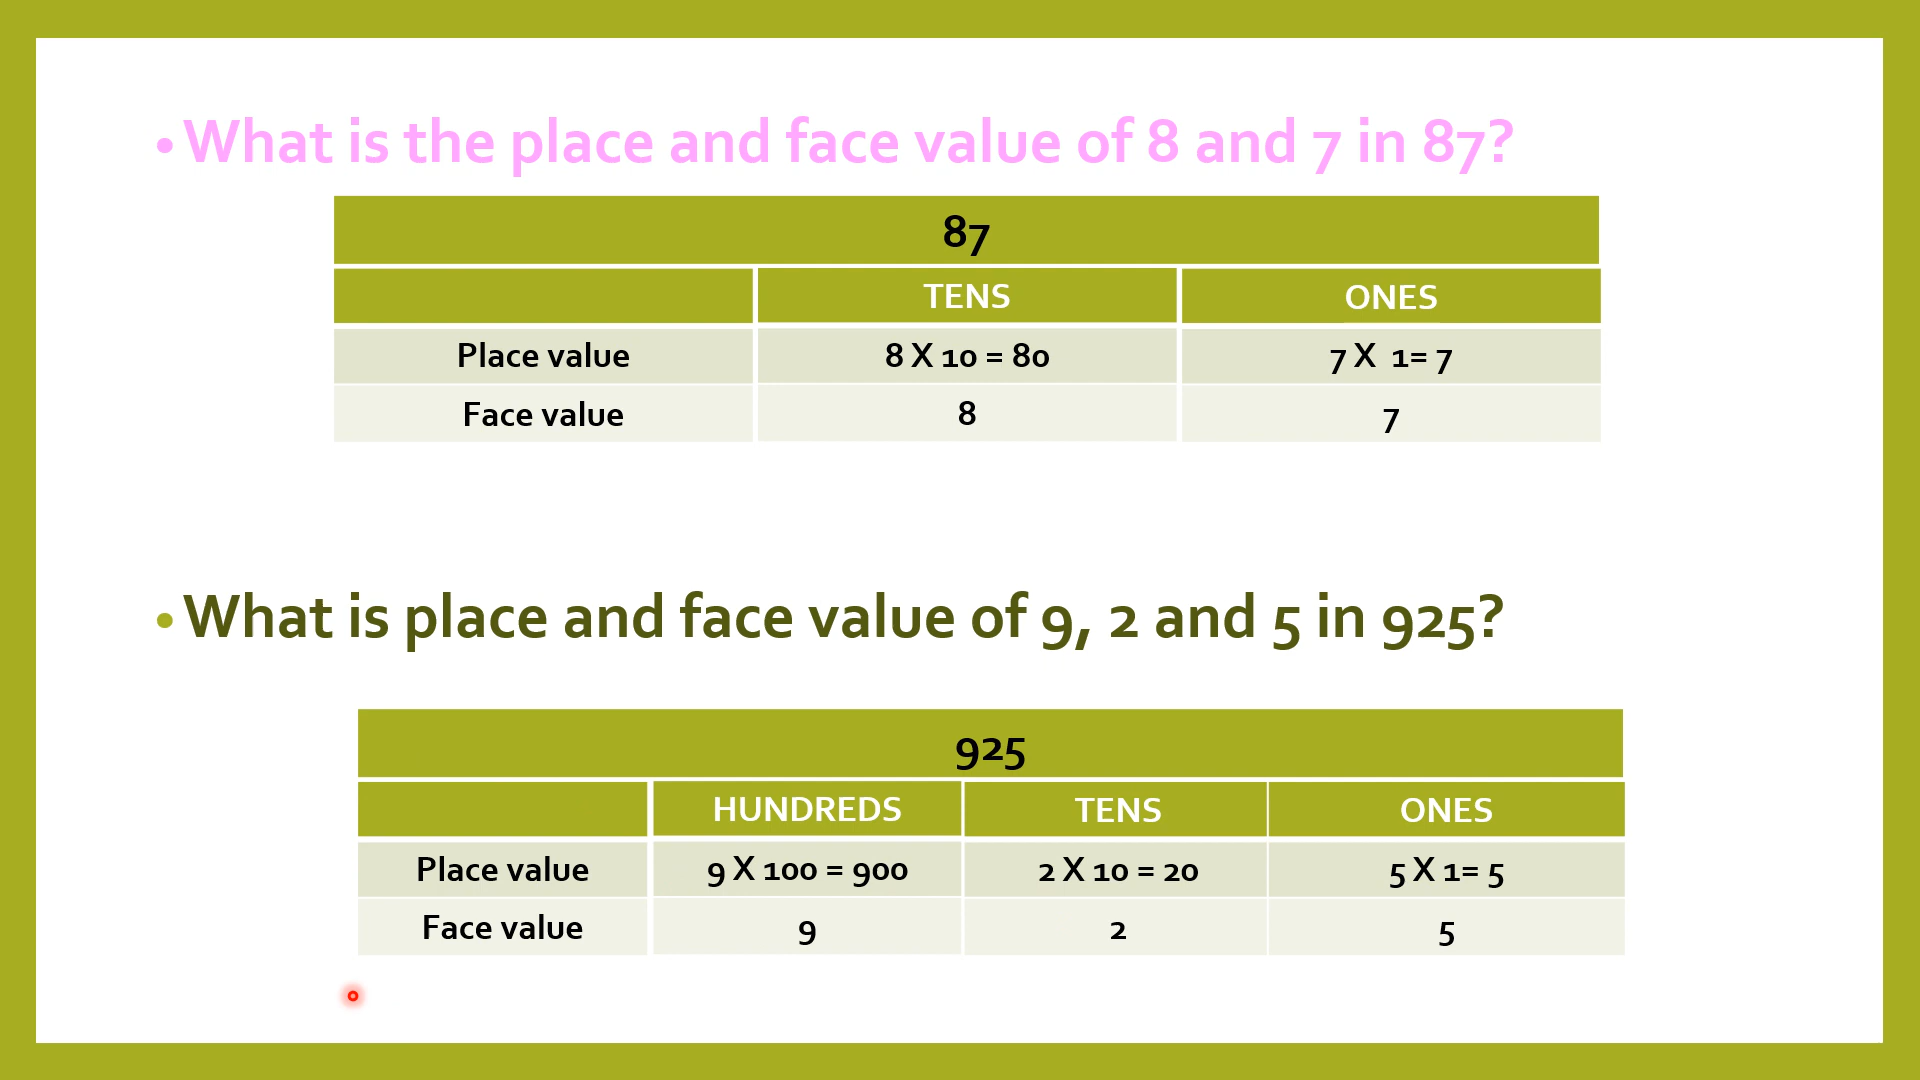 •What is the place and face value of 8 and 7 in 87?
87
TENS ONES
Place value 8 X 10 = 80 7 X  1= 7
Face value 8 7
•What is place and face value of 9, 2 and 5 in 925?
925
HUNDREDS TENS ONES
Place value 9 X 100 = 900 2 X 10 = 20 5 X 1= 5
Face value 9 2 5